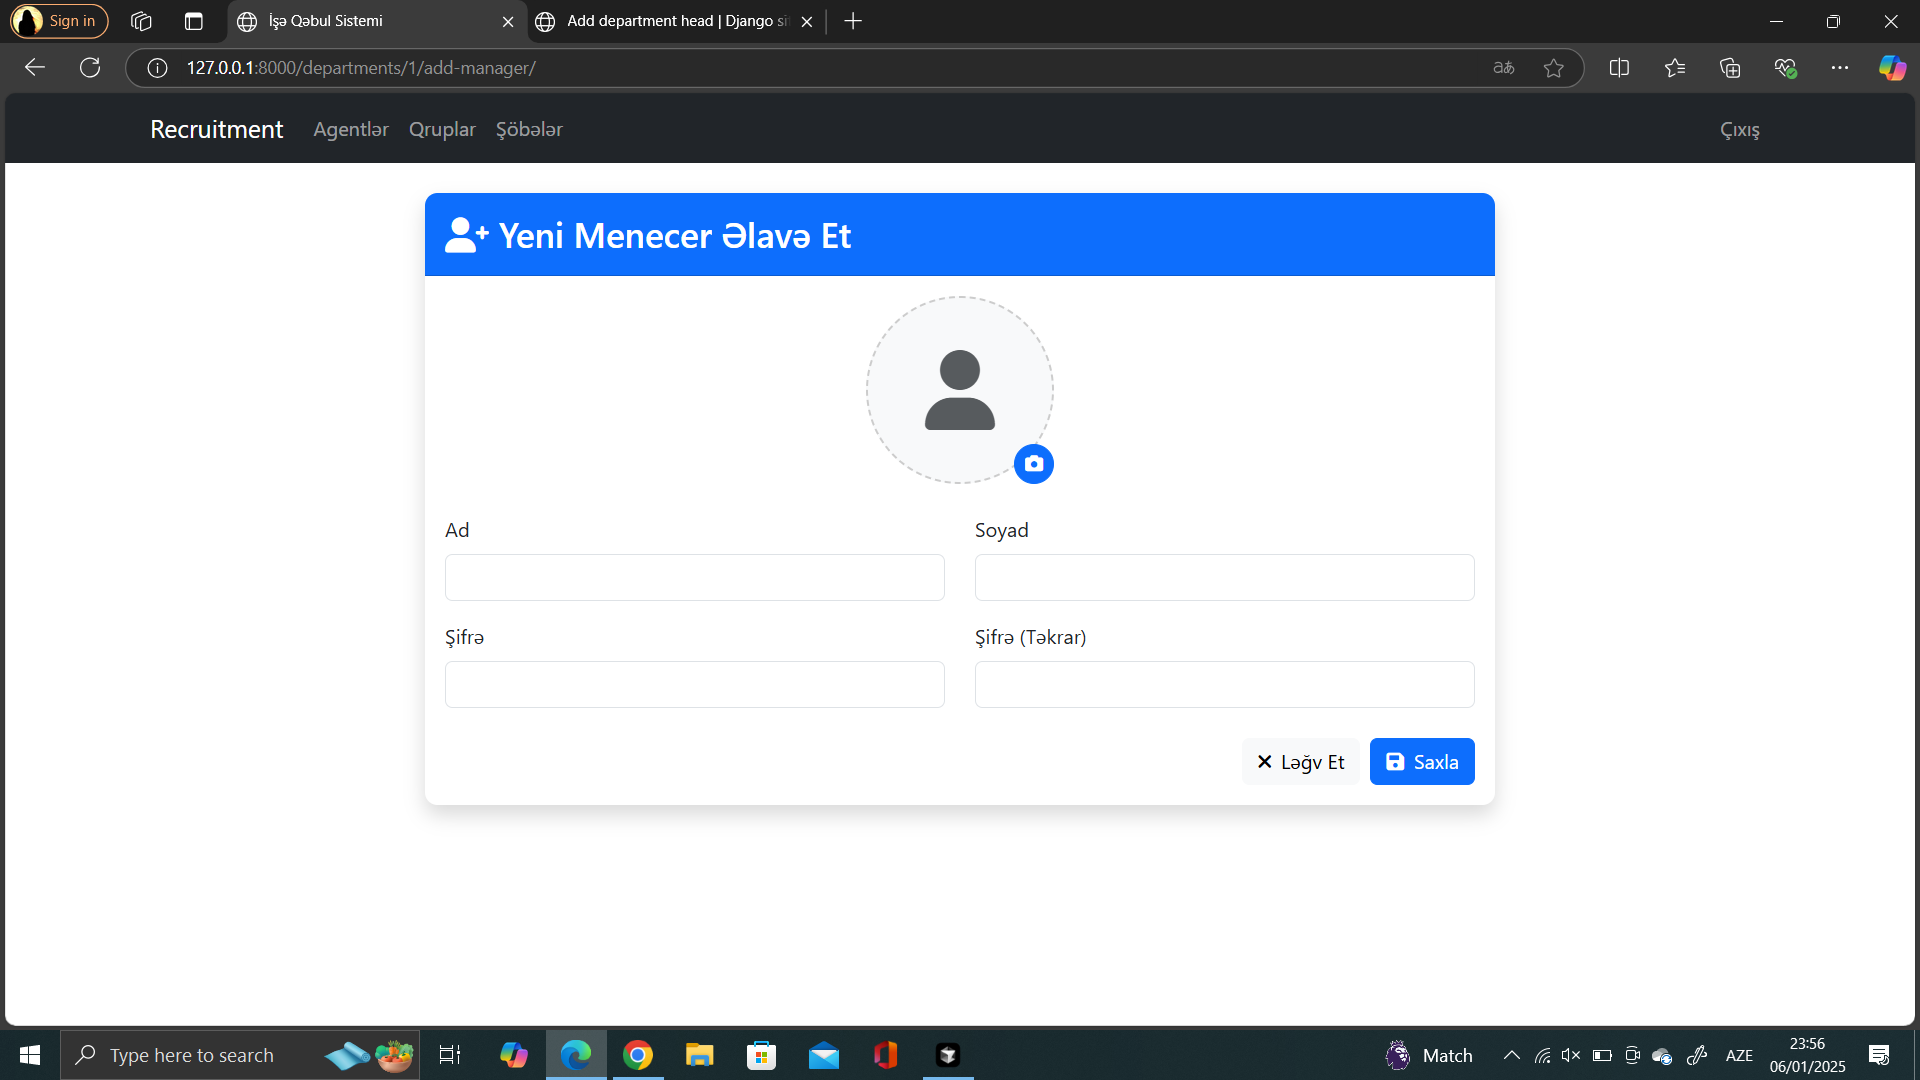 Sign in
İşə Qəbul Sistemi
Add department head | Django si
127.0.0.1:8000/departments/1/add-manager/
aあ
Recruitment Agentlər Qruplar Şöbələr Çıxış
Yeni Menecer Əlavə Et
Ad Soyad
Şifrə Şifrə (Təkrar)
Ləğv Et Saxla
Type here to search
Match
AZE
23:56
06/01/2025